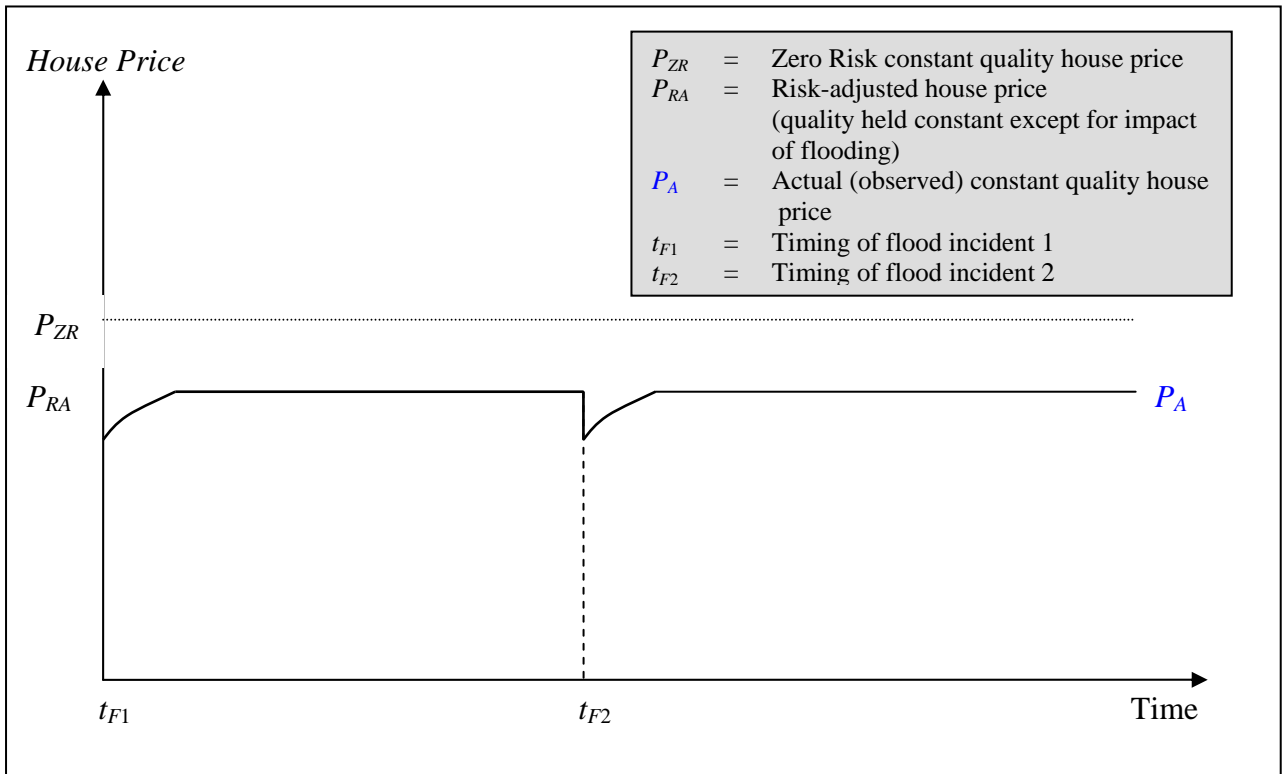 House Price
P_ZR = Zero Risk constant quality house price
P_RA = Risk-adjusted house price
(quality held constant except for impact
of flooding)
P_A = Actual (observed) constant quality house
price
t_F1 = Timing of flood incident 1
t_F2 = Timing of flood incident 2
P_ZR
P_RA
P_A
t_F1
t_F2
Time